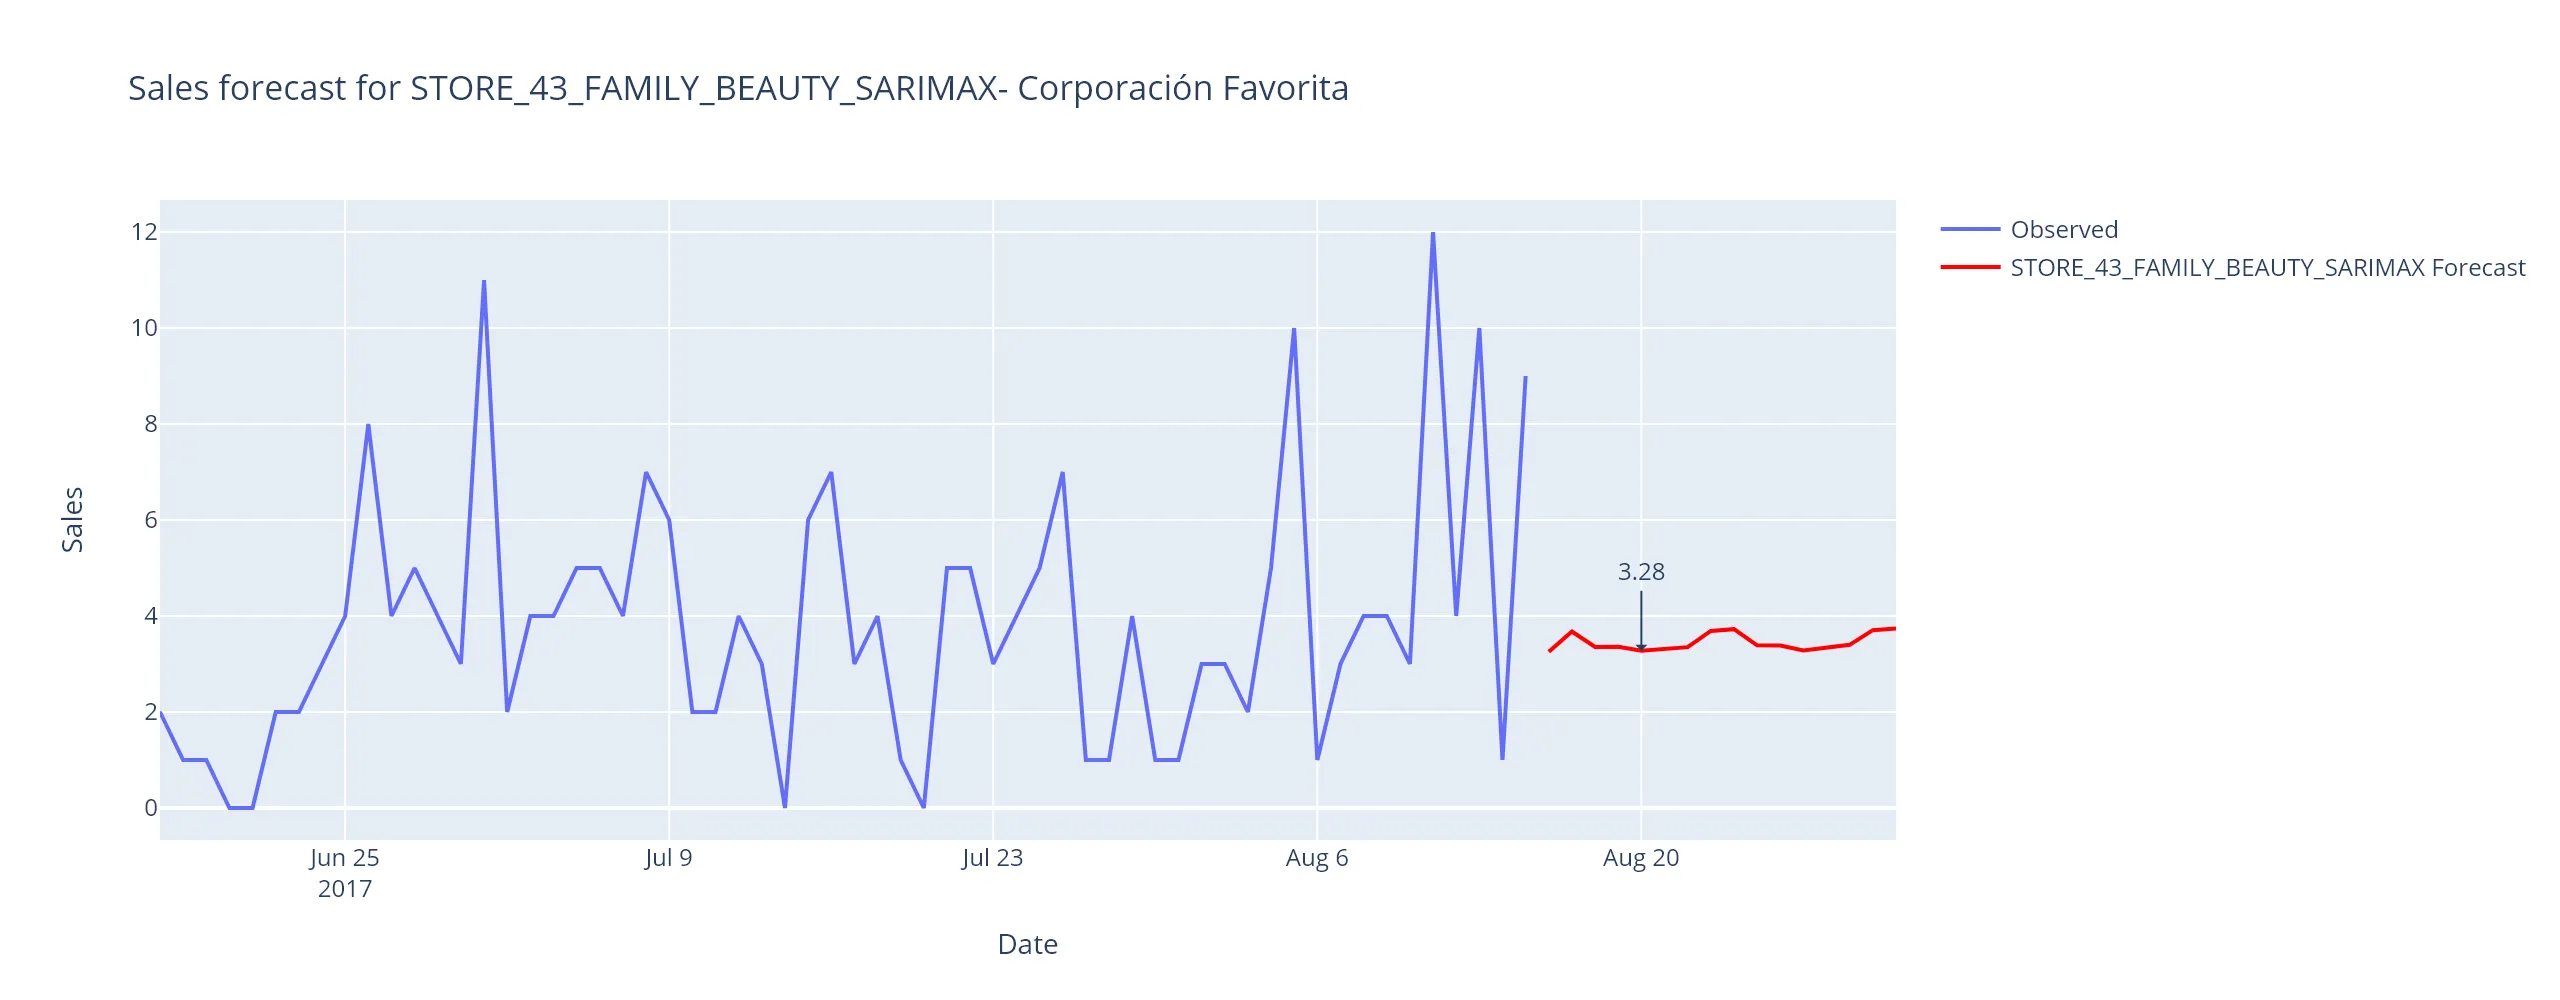 Sales forecast for STORE_43_FAMILY_BEAUTY_SARIMAX- Corporación Favorita
Observed
STORE_43_FAMILY_BEAUTY_SARIMAX Forecast
Sales
12
10
8
6
4
2
0
3.28
Jun 25
2017
Jul 9
Jul 23
Aug 6
Aug 20
Date